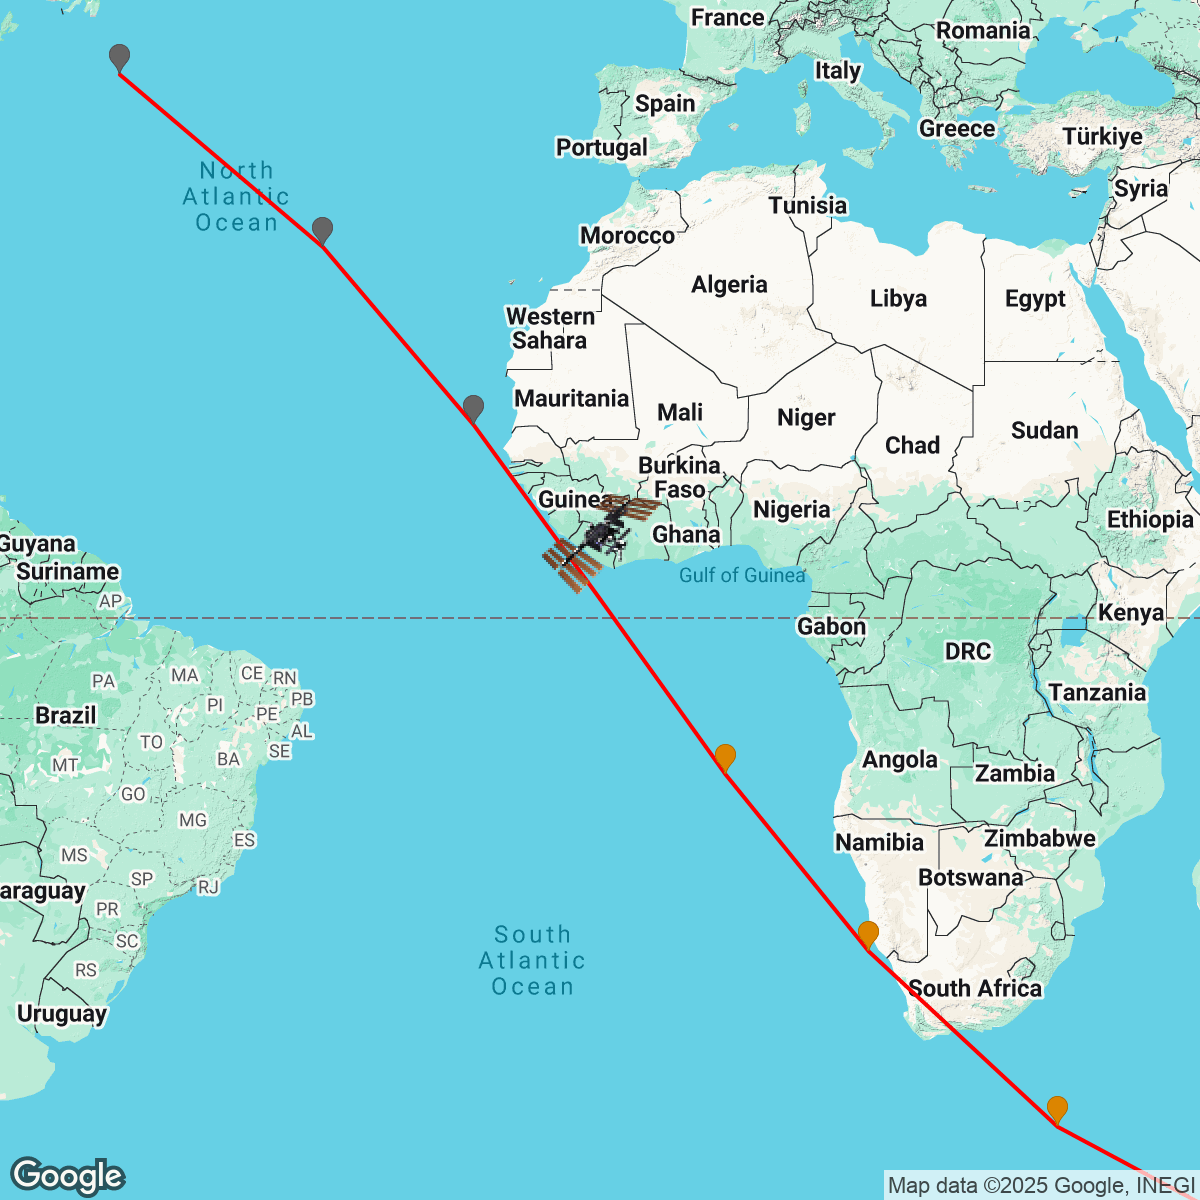 France
Romania
Italy
Spain
Greece
Türkiye
Portugal
North
Atlantic
Ocean
Syria
Tunisia
Morocco
Algeria
Libya
Egypt
Western
Sahara
Mauritania
Mali
Niger
Sudan
Chad
Burkina
Faso
Guinea
Nigeria
Ethiopia
Ghana
Guyana
Suriname
Gulf of Guinea
AP
Kenya
Gabon
DRC
MA
CE
RN
PA
PI
PB
Tanzania
Brazil
PE
AL
TO
SE
BA
MT
Angola
Zambia
GO
MG
ES
Namibia
Zimbabwe
MS
SP
RJ
Botswana
araguay
PR
SC
South
Atlantic
Ocean
RS
South Africa
Uruguay
Google
Map data ©2025 Google, INEGI